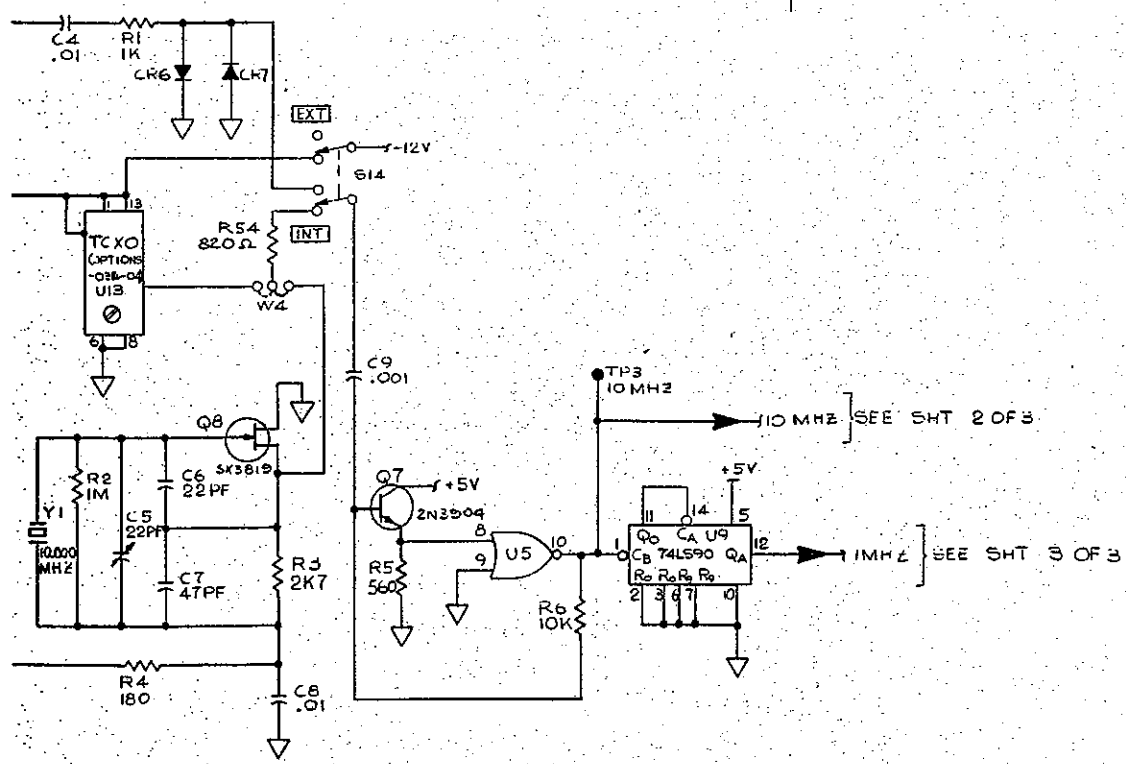 C4
.01
R1
1K
CR6
CR7
EXT
-12V
S14
INT
1
13
TCXO
U13
6
8
R54
820Ω
W4
C9
.001
TP3
10 MHZ
10 MHZ
SEE SHT 2 OF 3
Q8
SK3819
Y1
10.000
MHZ
R2
1M
C5
22PF
C6
22PF
C7
47PF
R3
2K7
R4
180
C8
.01
Q7
+5V
2N3904
R5
560
8
9
U5
10
R6
10K
+5V
11
14
5
QD
CA
U9
1
CB
74LS90
QA
12
R0
R0
R9
R9
2
3
6
7
10
1MHZ
SEE SHT 3 OF 3